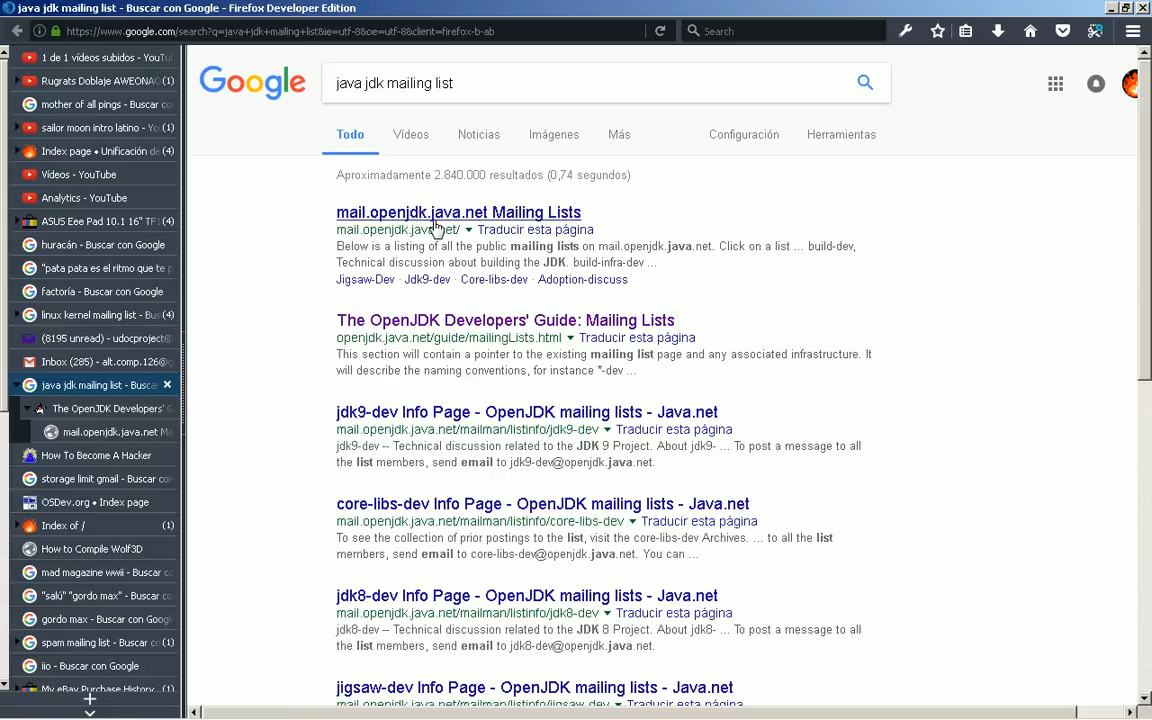 java jdk mailing list - Buscar con Google - Firefox Developer Edition
https://www.google.com/search?q=java+jdk+mailing+list&ie=utf-8&oe=utf-8&client=firefox-b-ab
Search
1 de 1 vídeos subidos - YouTu
Rugrats Doblaje AWEONAC (1)
mother of all pings - Buscar
sailor moon intro latino - Yo (1)
Index page • Unificación de (4)
Vídeos - YouTube
Analytics - YouTube
ASUS Eee Pad 10.1 16" TF1 (4)
huracán - Buscar con Google
"pata pata es el ritmo que te p
factoría - Buscar con Google
linux kernel mailing list - Bus (4)
(8195 unread) - udocproject@
Inbox (285) - alt.comp.126@g
java jdk mailing list - Busca
The OpenJDK Developers' G
mail.openjdk.java.net Ma
How To Become A Hacker
storage limit gmail - Buscar co
OSDev.org • Index page
Index of / (1)
How to Compile Wolf3D
mad magazine wwii - Buscar co
"salú" "gordo max" - Buscar co
gordo max - Buscar con Googl
spam mailing list - Buscar c (1)
iio - Buscar con Google
My eBay Purchase History
Google
java jdk mailing list
Todo Vídeos Noticias Imágenes Más Configuración Herramientas
Aproximadamente 2.840.000 resultados (0,74 segundos)
mail.openjdk.java.net Mailing Lists
mail.openjdk.java.net/ Traducir esta página
Below is a listing of all the public mailing lists on mail.openjdk.java.net. Click on a list ... build-dev,
Technical discussion about building the JDK. build-infra-dev ...
Jigsaw-Dev · Jdk9-dev · Core-libs-dev · Adoption-discuss
The OpenJDK Developers' Guide: Mailing Lists
openjdk.java.net/guide/mailingLists.html Traducir esta página
This section will contain a pointer to the existing mailing list page and any associated infrastructure. It
will describe the naming conventions, for instance *-dev ...
jdk9-dev Info Page - OpenJDK mailing lists - Java.net
mail.openjdk.java.net/mailman/listinfo/jdk9-dev Traducir esta página
jdk9-dev -- Technical discussion related to the JDK 9 Project. About jdk9- ... To post a message to all
the list members, send email to jdk9-dev@openjdk.java.net.
core-libs-dev Info Page - OpenJDK mailing lists - Java.net
mail.openjdk.java.net/mailman/listinfo/core-libs-dev Traducir esta página
To see the collection of prior postings to the list, visit the core-libs-dev Archives. ... to all the list
members, send email to core-libs-dev@openjdk.java.net. You can ...
jdk8-dev Info Page - OpenJDK mailing lists - Java.net
mail.openjdk.java.net/mailman/listinfo/jdk8-dev Traducir esta página
jdk8-dev -- Technical discussion related to the JDK 8 Project. About jdk8- ... To post a message to all
the list members, send email to jdk8-dev@openjdk.java.net.
jigsaw-dev Info Page - OpenJDK mailing lists - Java.net
mail.openjdk.java.net/mailman/listinfo/jigsaw-dev Traducir esta página